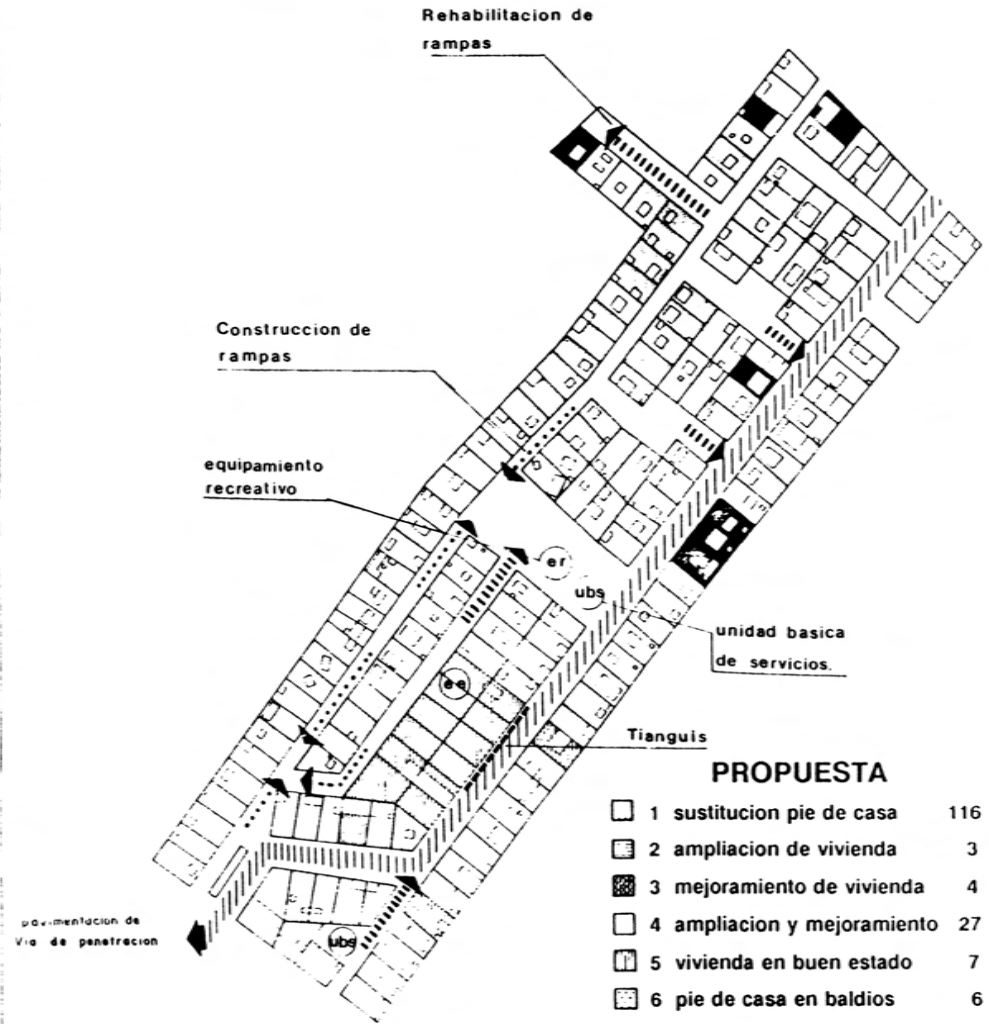 Rehabilitacion de
rampas
Construccion de
rampas
equipamiento
recreativo
er
ubs
unidad basica
de servicios.
ee
Tianguis
PROPUESTA
1 sustitucion pie de casa 116
2 ampliacion de vivienda 3
3 mejoramiento de vivienda 4
4 ampliacion y mejoramiento 27
5 vivienda en buen estado 7
6 pie de casa en baldios 6
pavimentacion de
Via de penetracion
ubs